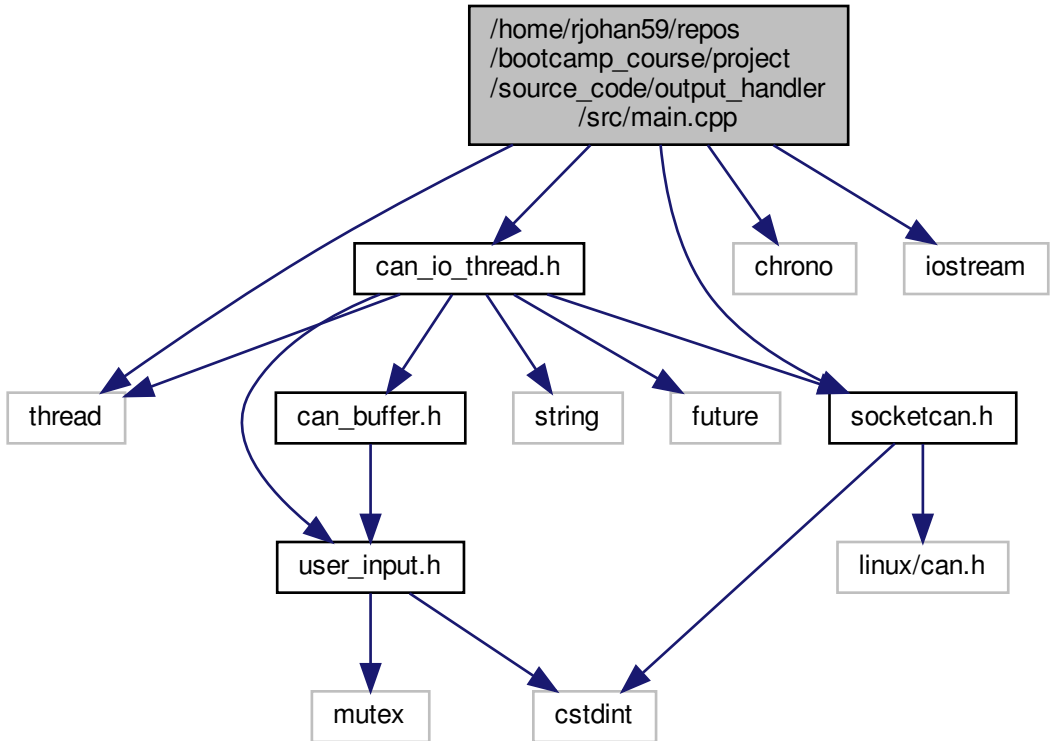 /home/rjohan59/repos
/bootcamp_course/project
/source_code/output_handler
/src/main.cpp
can_io_thread.h
chrono
iostream
thread
can_buffer.h
string
future
socketcan.h
user_input.h
linux/can.h
mutex
cstdint